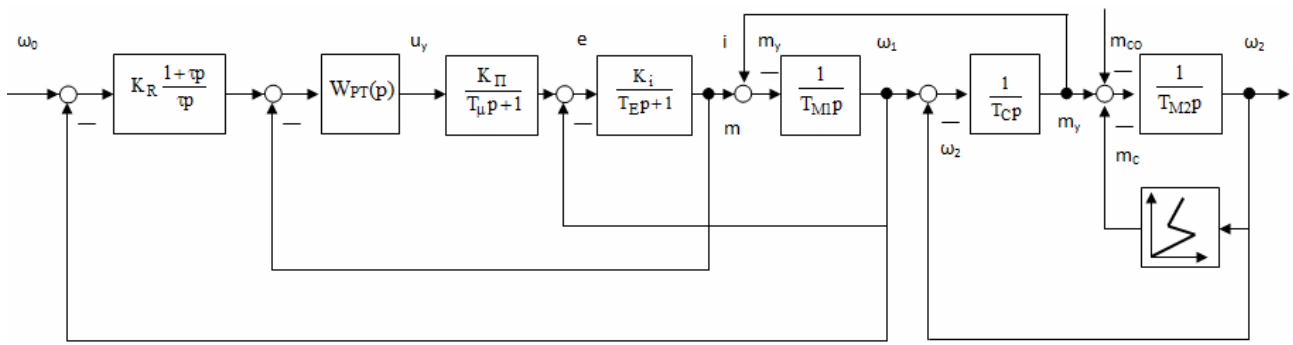 ω₀
u_y
e
i
m_y
ω₁
m_CO
ω₂
K_R (1+τp)/(τp)
W_PT(p)
K_П/(T_μp+1)
K_i/(T_Ep+1)
1/(T_M1p)
1/(T_Cp)
1/(T_M2p)
—
—
—
—
—
—
—
—
m
ω₂
m_y
m_C